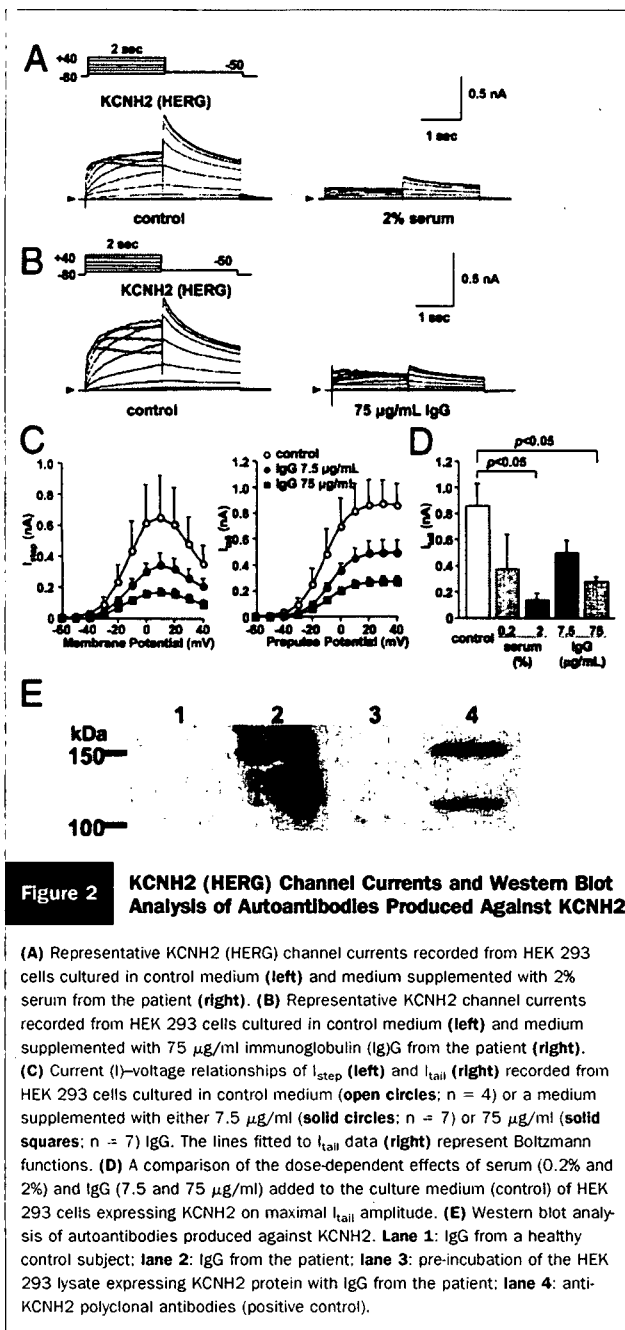 A
+40
-80
2 sec
-50
KCNH2 (HERG)
0.5 nA
1 sec
control
2% serum
B
+40
-80
2 sec
-50
KCNH2 (HERG)
0.5 nA
1 sec
control
75 µg/mL IgG
C
control
IgG 7.5 µg/mL
IgG 75 µg/mL
I step (nA)
1.0
0.8
0.6
0.4
0.2
0
-60 -40 -20 0 20 40
Membrane Potential (mV)
I tail (nA)
1.2
1.0
0.8
0.6
0.4
0.2
0
-60 -40 -20 0 20 40
Prepulse Potential (mV)
D
p<0.05
p<0.05
I tail (nA)
1.2
1.0
0.8
0.6
0.4
0.2
0
control
0.2 2
serum
(%)
7.5 75
IgG
(µg/mL)
E
1 2 3 4
kDa
150
100
Figure 2
KCNH2 (HERG) Channel Currents and Western Blot
Analysis of Autoantibodies Produced Against KCNH2
(A) Representative KCNH2 (HERG) channel currents recorded from HEK 293
cells cultured in control medium (left) and medium supplemented with 2%
serum from the patient (right). (B) Representative KCNH2 channel currents
recorded from HEK 293 cells cultured in control medium (left) and medium
supplemented with 75 µg/ml immunoglobulin (Ig)G from the patient (right).
(C) Current (I)–voltage relationships of Istep (left) and Itail (right) recorded from
HEK 293 cells cultured in control medium (open circles; n = 4) or a medium
supplemented with either 7.5 µg/ml (solid circles; n = 7) or 75 µg/ml (solid
squares; n = 7) IgG. The lines fitted to Itail data (right) represent Boltzmann
functions. (D) A comparison of the dose-dependent effects of serum (0.2% and
2%) and IgG (7.5 and 75 µg/ml) added to the culture medium (control) of HEK
293 cells expressing KCNH2 on maximal Itail amplitude. (E) Western blot analy-
sis of autoantibodies produced against KCNH2. Lane 1: IgG from a healthy
control subject; lane 2: IgG from the patient; lane 3: pre-incubation of the HEK
293 lysate expressing KCNH2 protein with IgG from the patient; lane 4: anti-
KCNH2 polyclonal antibodies (positive control).